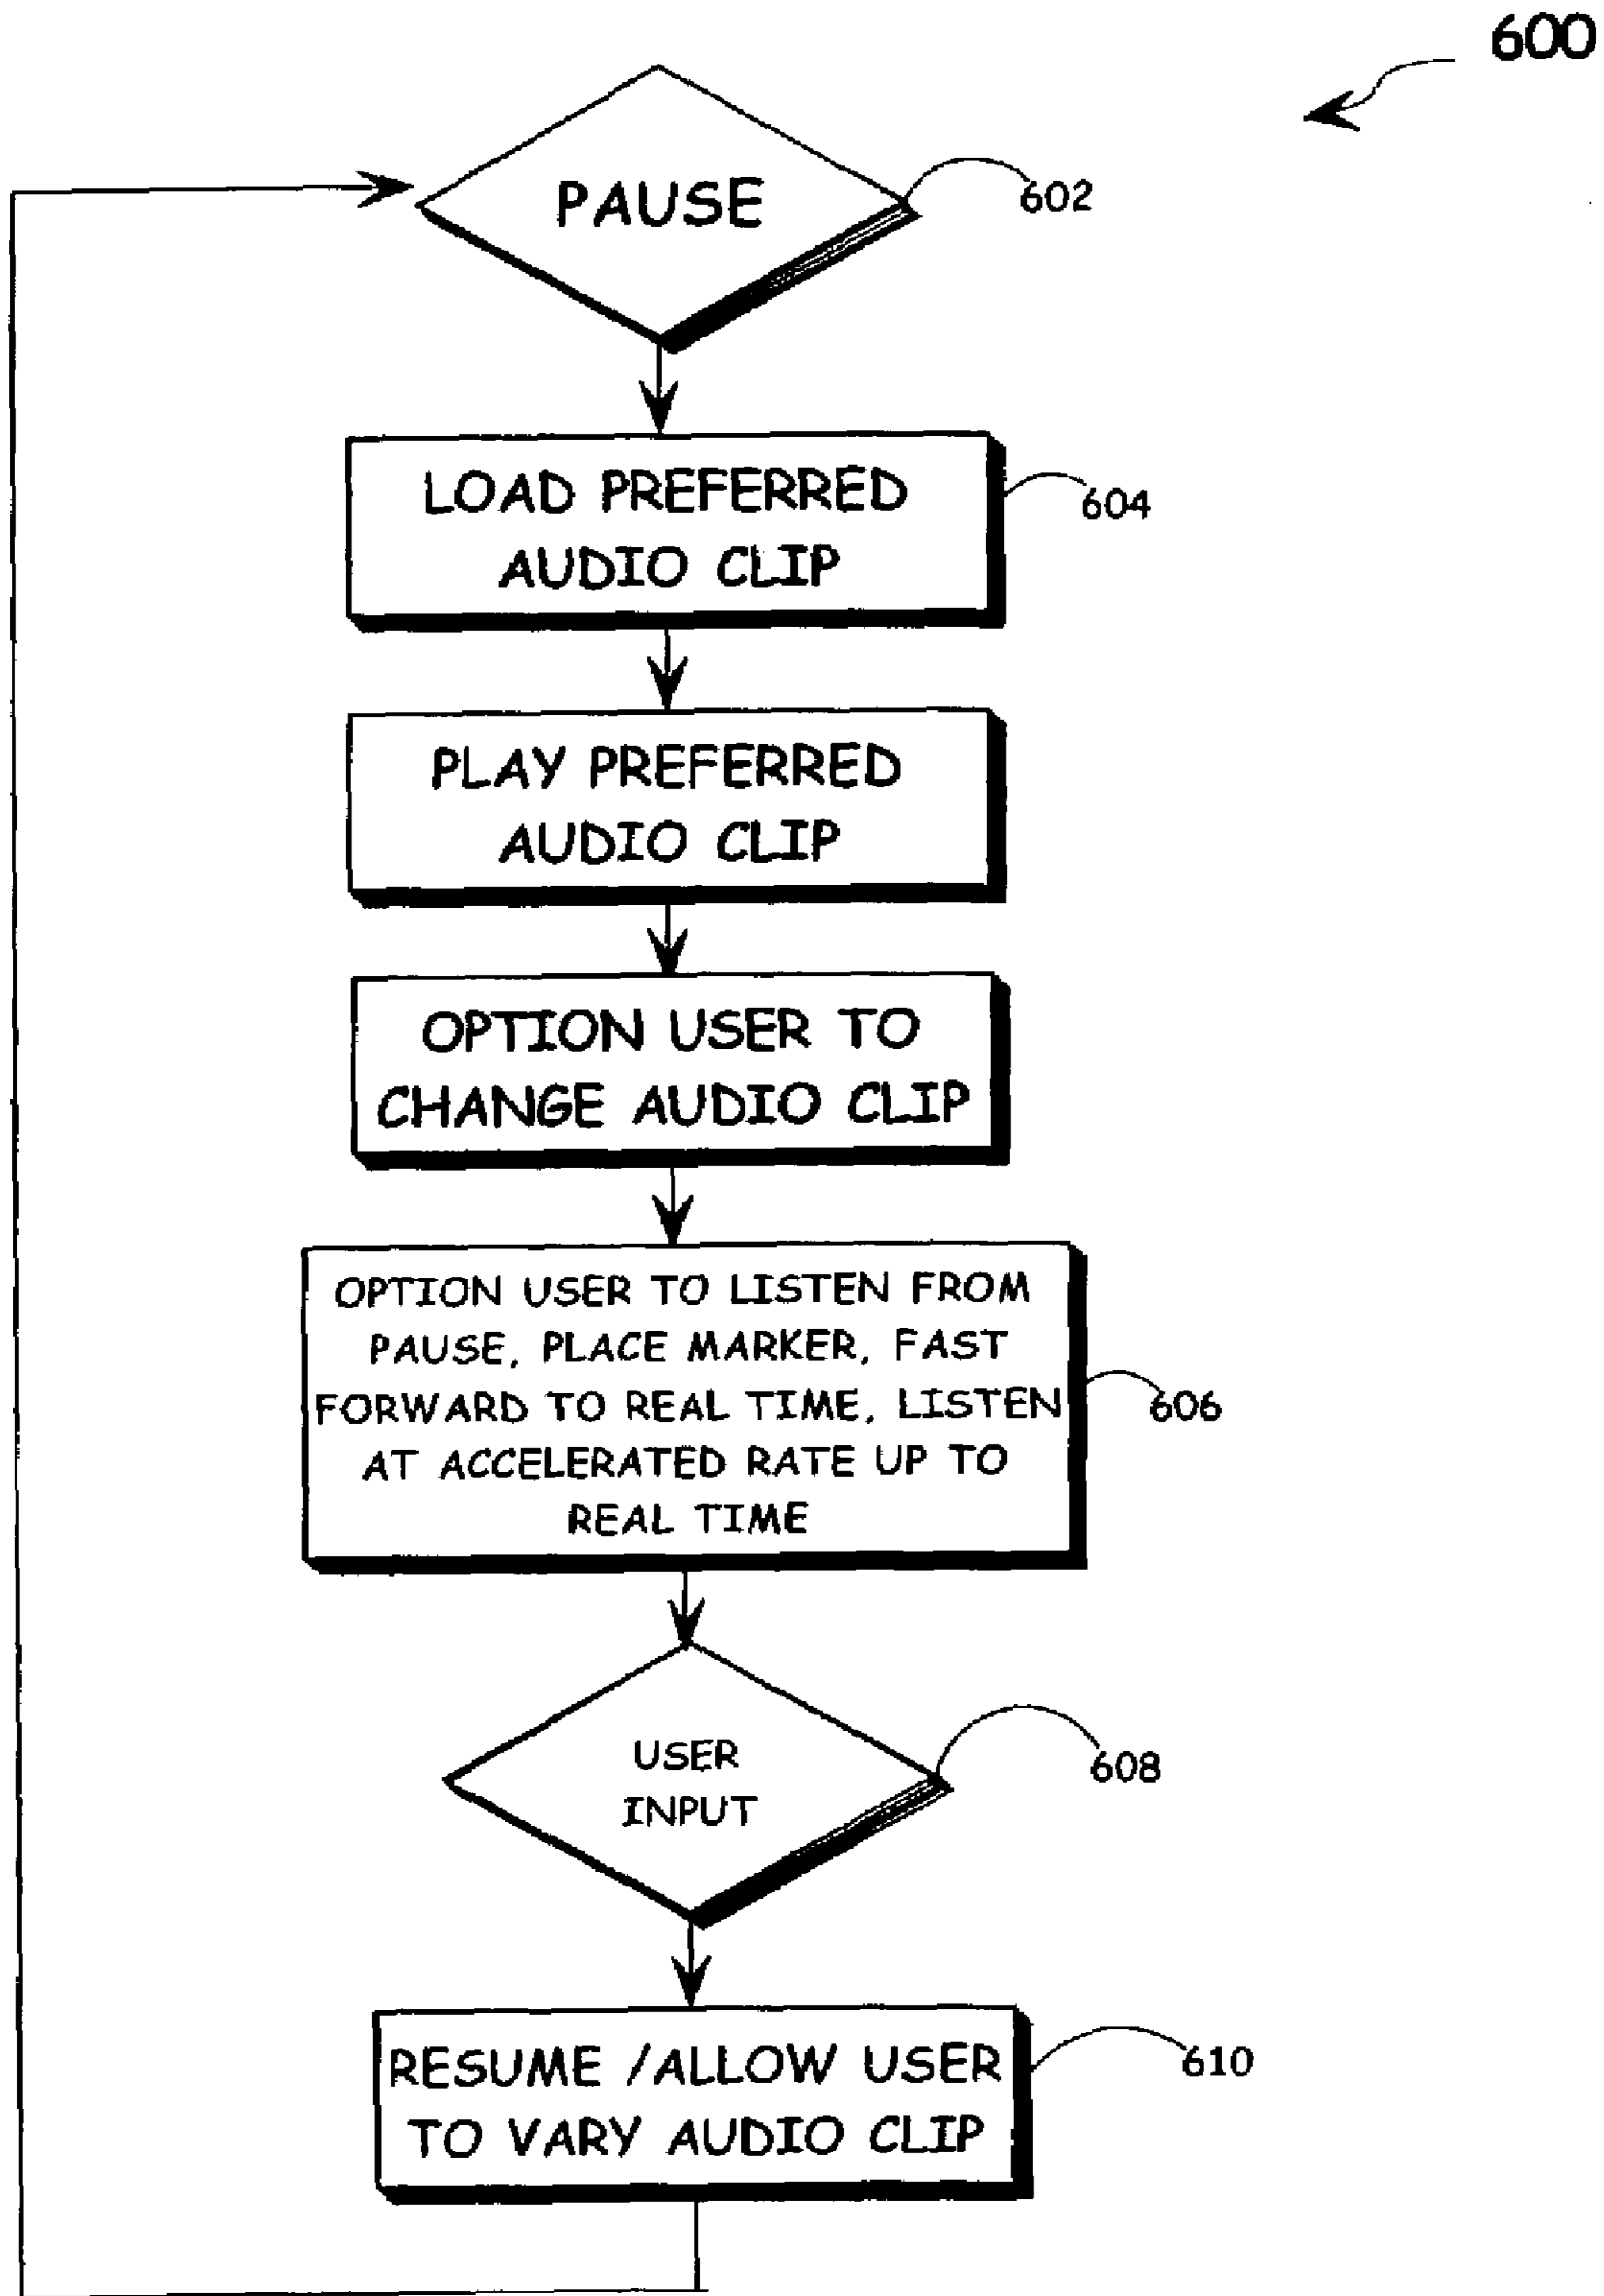 600
PAUSE
602
LOAD PREFERRED
AUDIO CLIP
604
PLAY PREFERRED
AUDIO CLIP
OPTION USER TO
CHANGE AUDIO CLIP
OPTION USER TO LISTEN FROM
PAUSE, PLACE MARKER, FAST
FORWARD TO REAL TIME, LISTEN
AT ACCELERATED RATE UP TO
REAL TIME
606
USER
INPUT
608
RESUME /ALLOW USER
TO VARY AUDIO CLIP
610